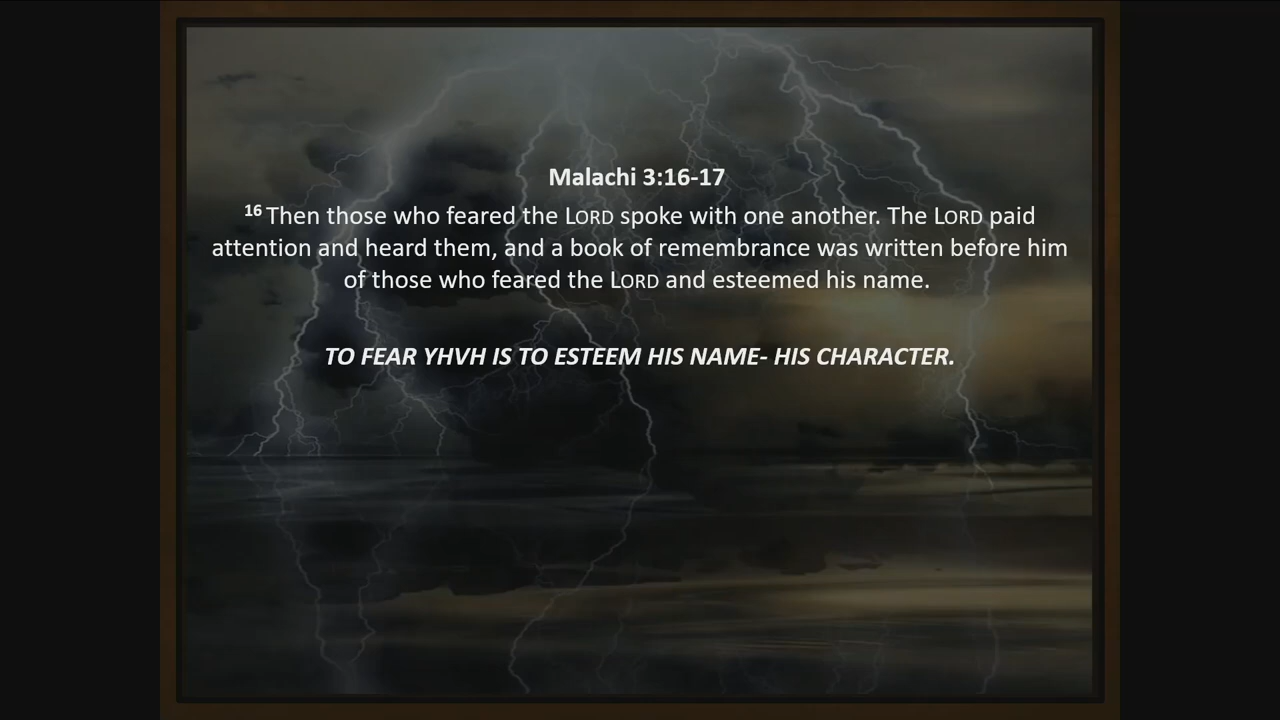 Malachi 3:16-17
16 Then those who feared the LORD spoke with one another. The LORD paid
attention and heard them, and a book of remembrance was written before him
of those who feared the LORD and esteemed his name.
TO FEAR YHVH IS TO ESTEEM HIS NAME- HIS CHARACTER.